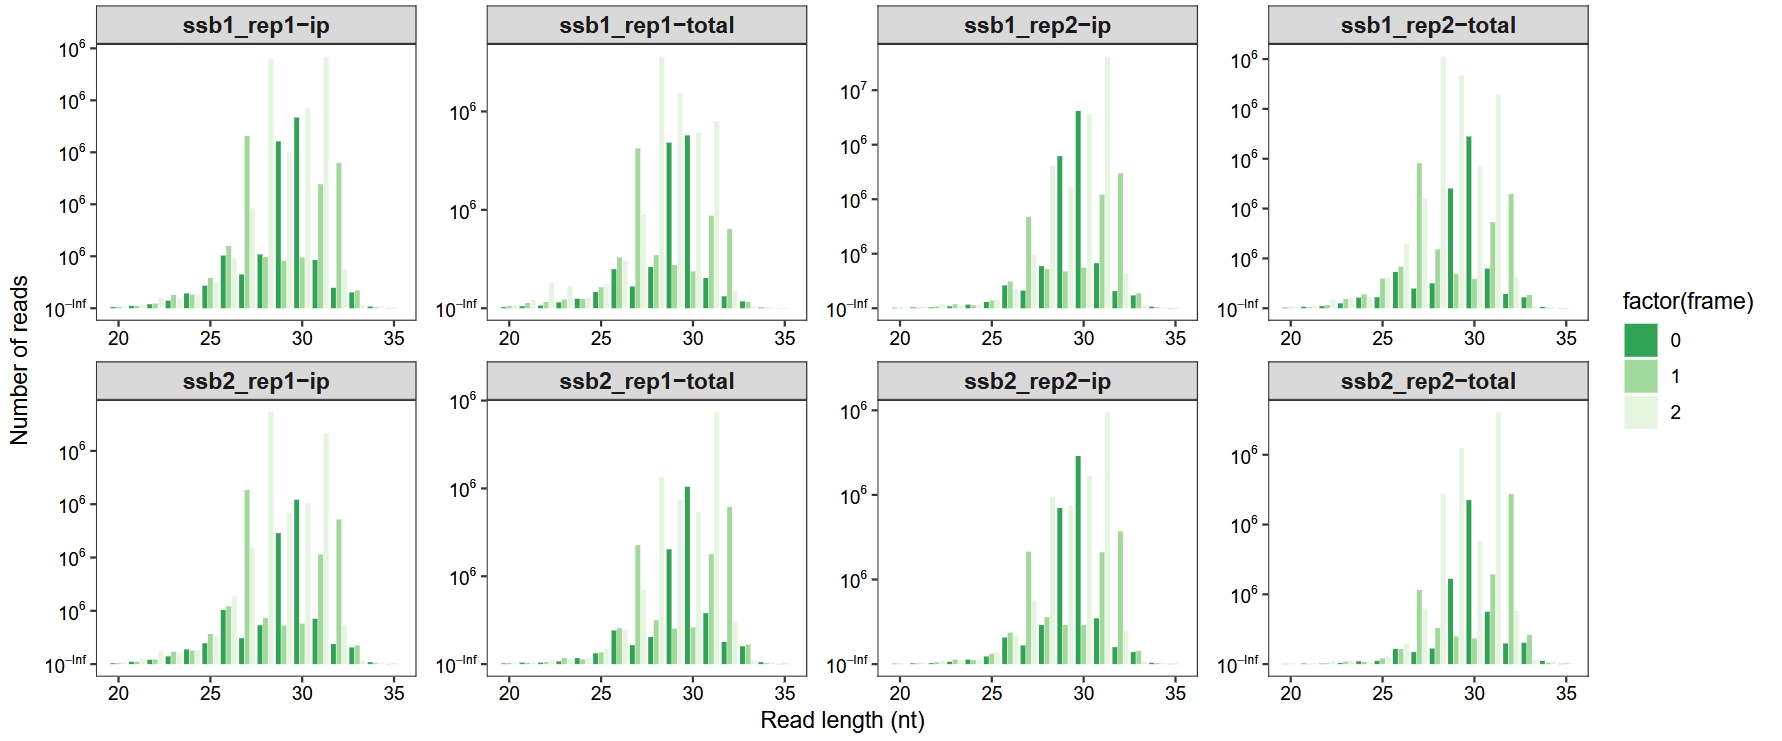 ssb1_rep1−ip
ssb1_rep1−total
ssb1_rep2−ip
ssb1_rep2−total
10^6
10^6
10^6
10^6
10^6
10^−Inf
10^6
10^6
10^−Inf
10^7
10^6
10^6
10^6
10^−Inf
10^6
10^6
10^6
10^6
10^6
10^−Inf
20 25 30 35
20 25 30 35
20 25 30 35
20 25 30 35
ssb2_rep1−ip
ssb2_rep1−total
ssb2_rep2−ip
ssb2_rep2−total
10^6
10^6
10^6
10^6
10^−Inf
10^6
10^6
10^6
10^−Inf
10^6
10^6
10^6
10^−Inf
10^6
10^6
10^6
10^−Inf
20 25 30 35
20 25 30 35
20 25 30 35
20 25 30 35
Number of reads
Read length (nt)
factor(frame)
0
1
2